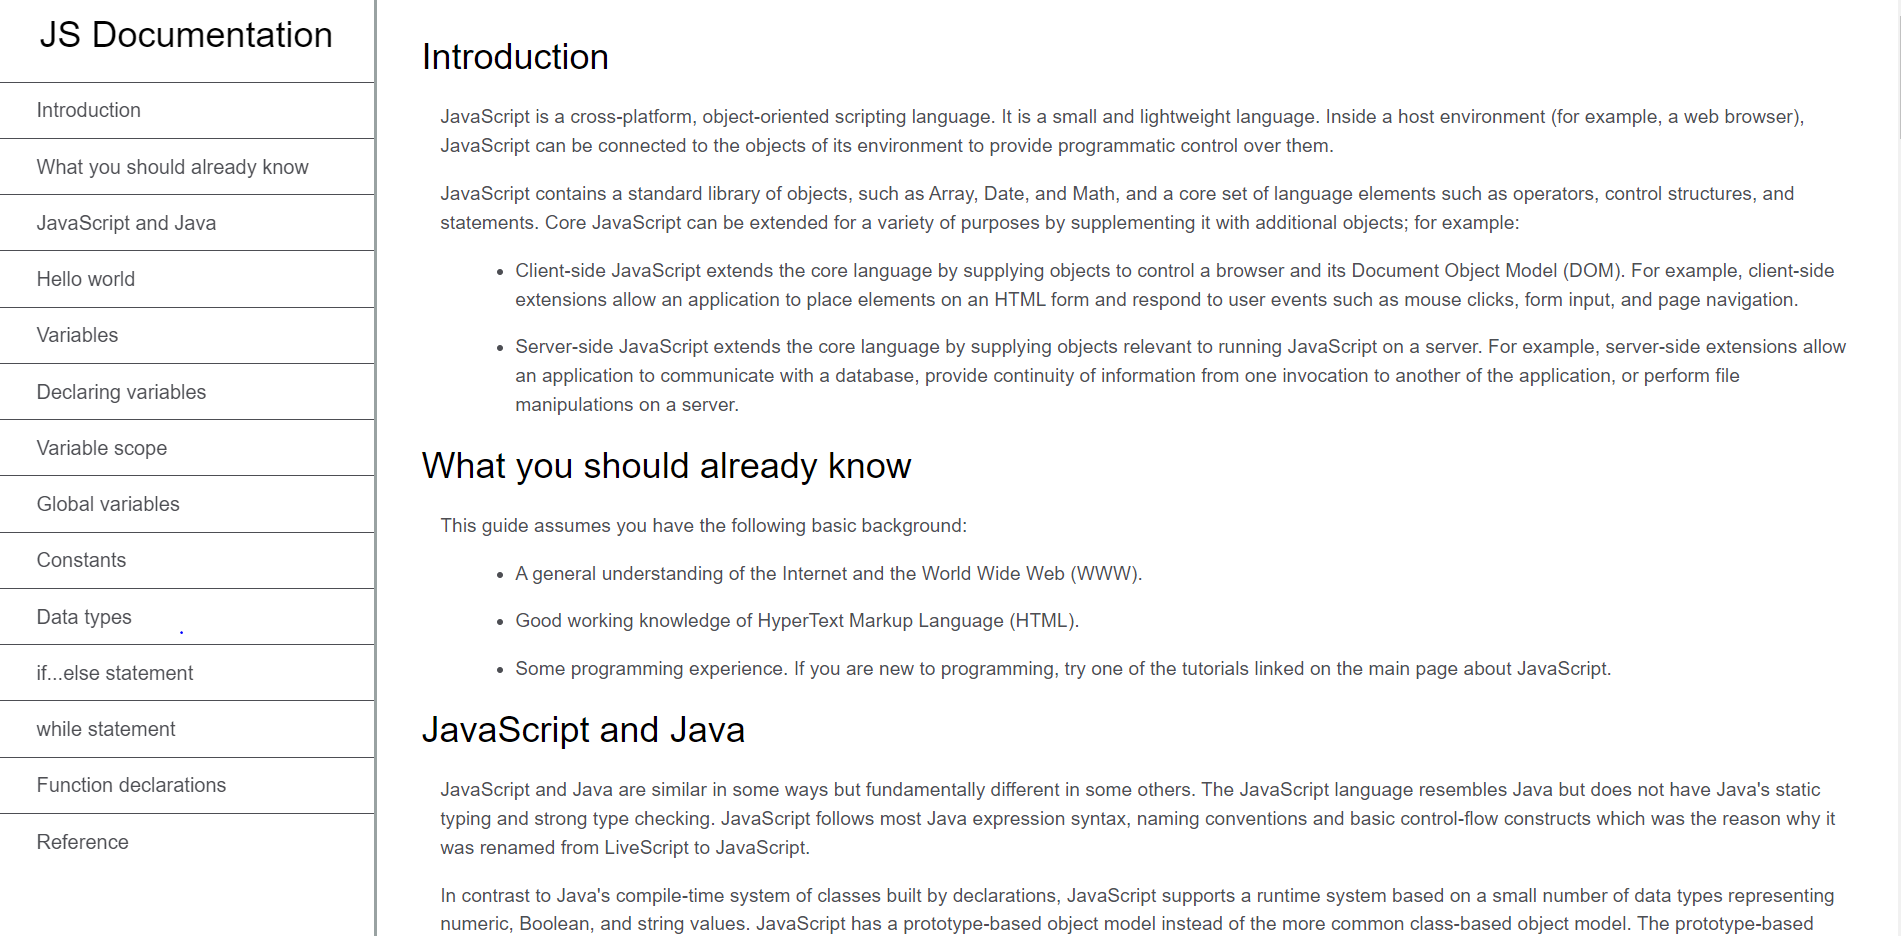 JS Documentation
Introduction
What you should already know
JavaScript and Java
Hello world
Variables
Declaring variables
Variable scope
Global variables
Constants
Data types
if...else statement
while statement
Function declarations
Reference
Introduction
JavaScript is a cross-platform, object-oriented scripting language. It is a small and lightweight language. Inside a host environment (for example, a web browser),
JavaScript can be connected to the objects of its environment to provide programmatic control over them.
JavaScript contains a standard library of objects, such as Array, Date, and Math, and a core set of language elements such as operators, control structures, and
statements. Core JavaScript can be extended for a variety of purposes by supplementing it with additional objects; for example:
• Client-side JavaScript extends the core language by supplying objects to control a browser and its Document Object Model (DOM). For example, client-side
extensions allow an application to place elements on an HTML form and respond to user events such as mouse clicks, form input, and page navigation.
• Server-side JavaScript extends the core language by supplying objects relevant to running JavaScript on a server. For example, server-side extensions allow
an application to communicate with a database, provide continuity of information from one invocation to another of the application, or perform file
manipulations on a server.
What you should already know
This guide assumes you have the following basic background:
• A general understanding of the Internet and the World Wide Web (WWW).
• Good working knowledge of HyperText Markup Language (HTML).
• Some programming experience. If you are new to programming, try one of the tutorials linked on the main page about JavaScript.
JavaScript and Java
JavaScript and Java are similar in some ways but fundamentally different in some others. The JavaScript language resembles Java but does not have Java's static
typing and strong type checking. JavaScript follows most Java expression syntax, naming conventions and basic control-flow constructs which was the reason why it
was renamed from LiveScript to JavaScript.
In contrast to Java's compile-time system of classes built by declarations, JavaScript supports a runtime system based on a small number of data types representing
numeric, Boolean, and string values. JavaScript has a prototype-based object model instead of the more common class-based object model. The prototype-based